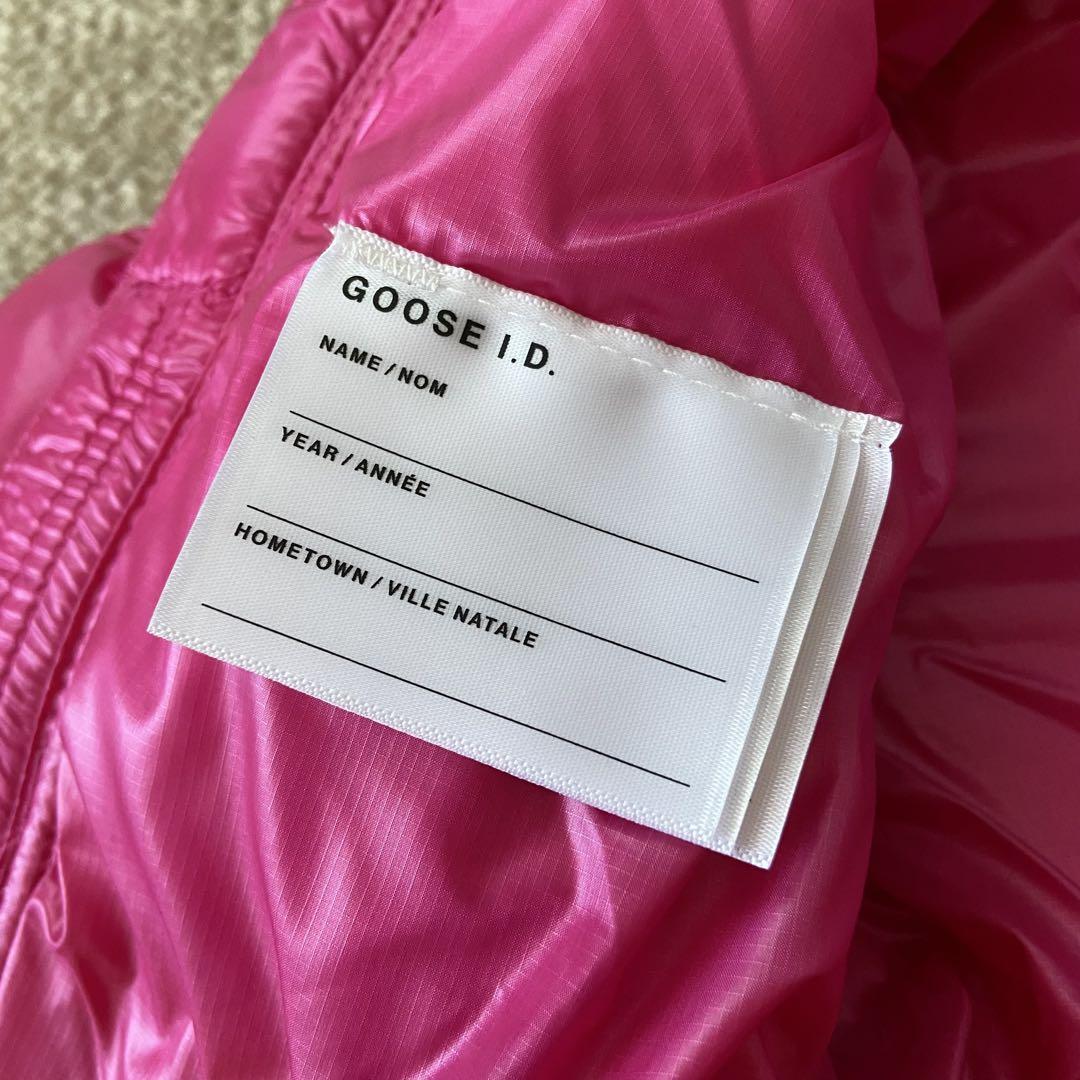 GOOSE I.D.
NAME / NOM
YEAR / ANNÉE
HOMETOWN / VILLE NATALE